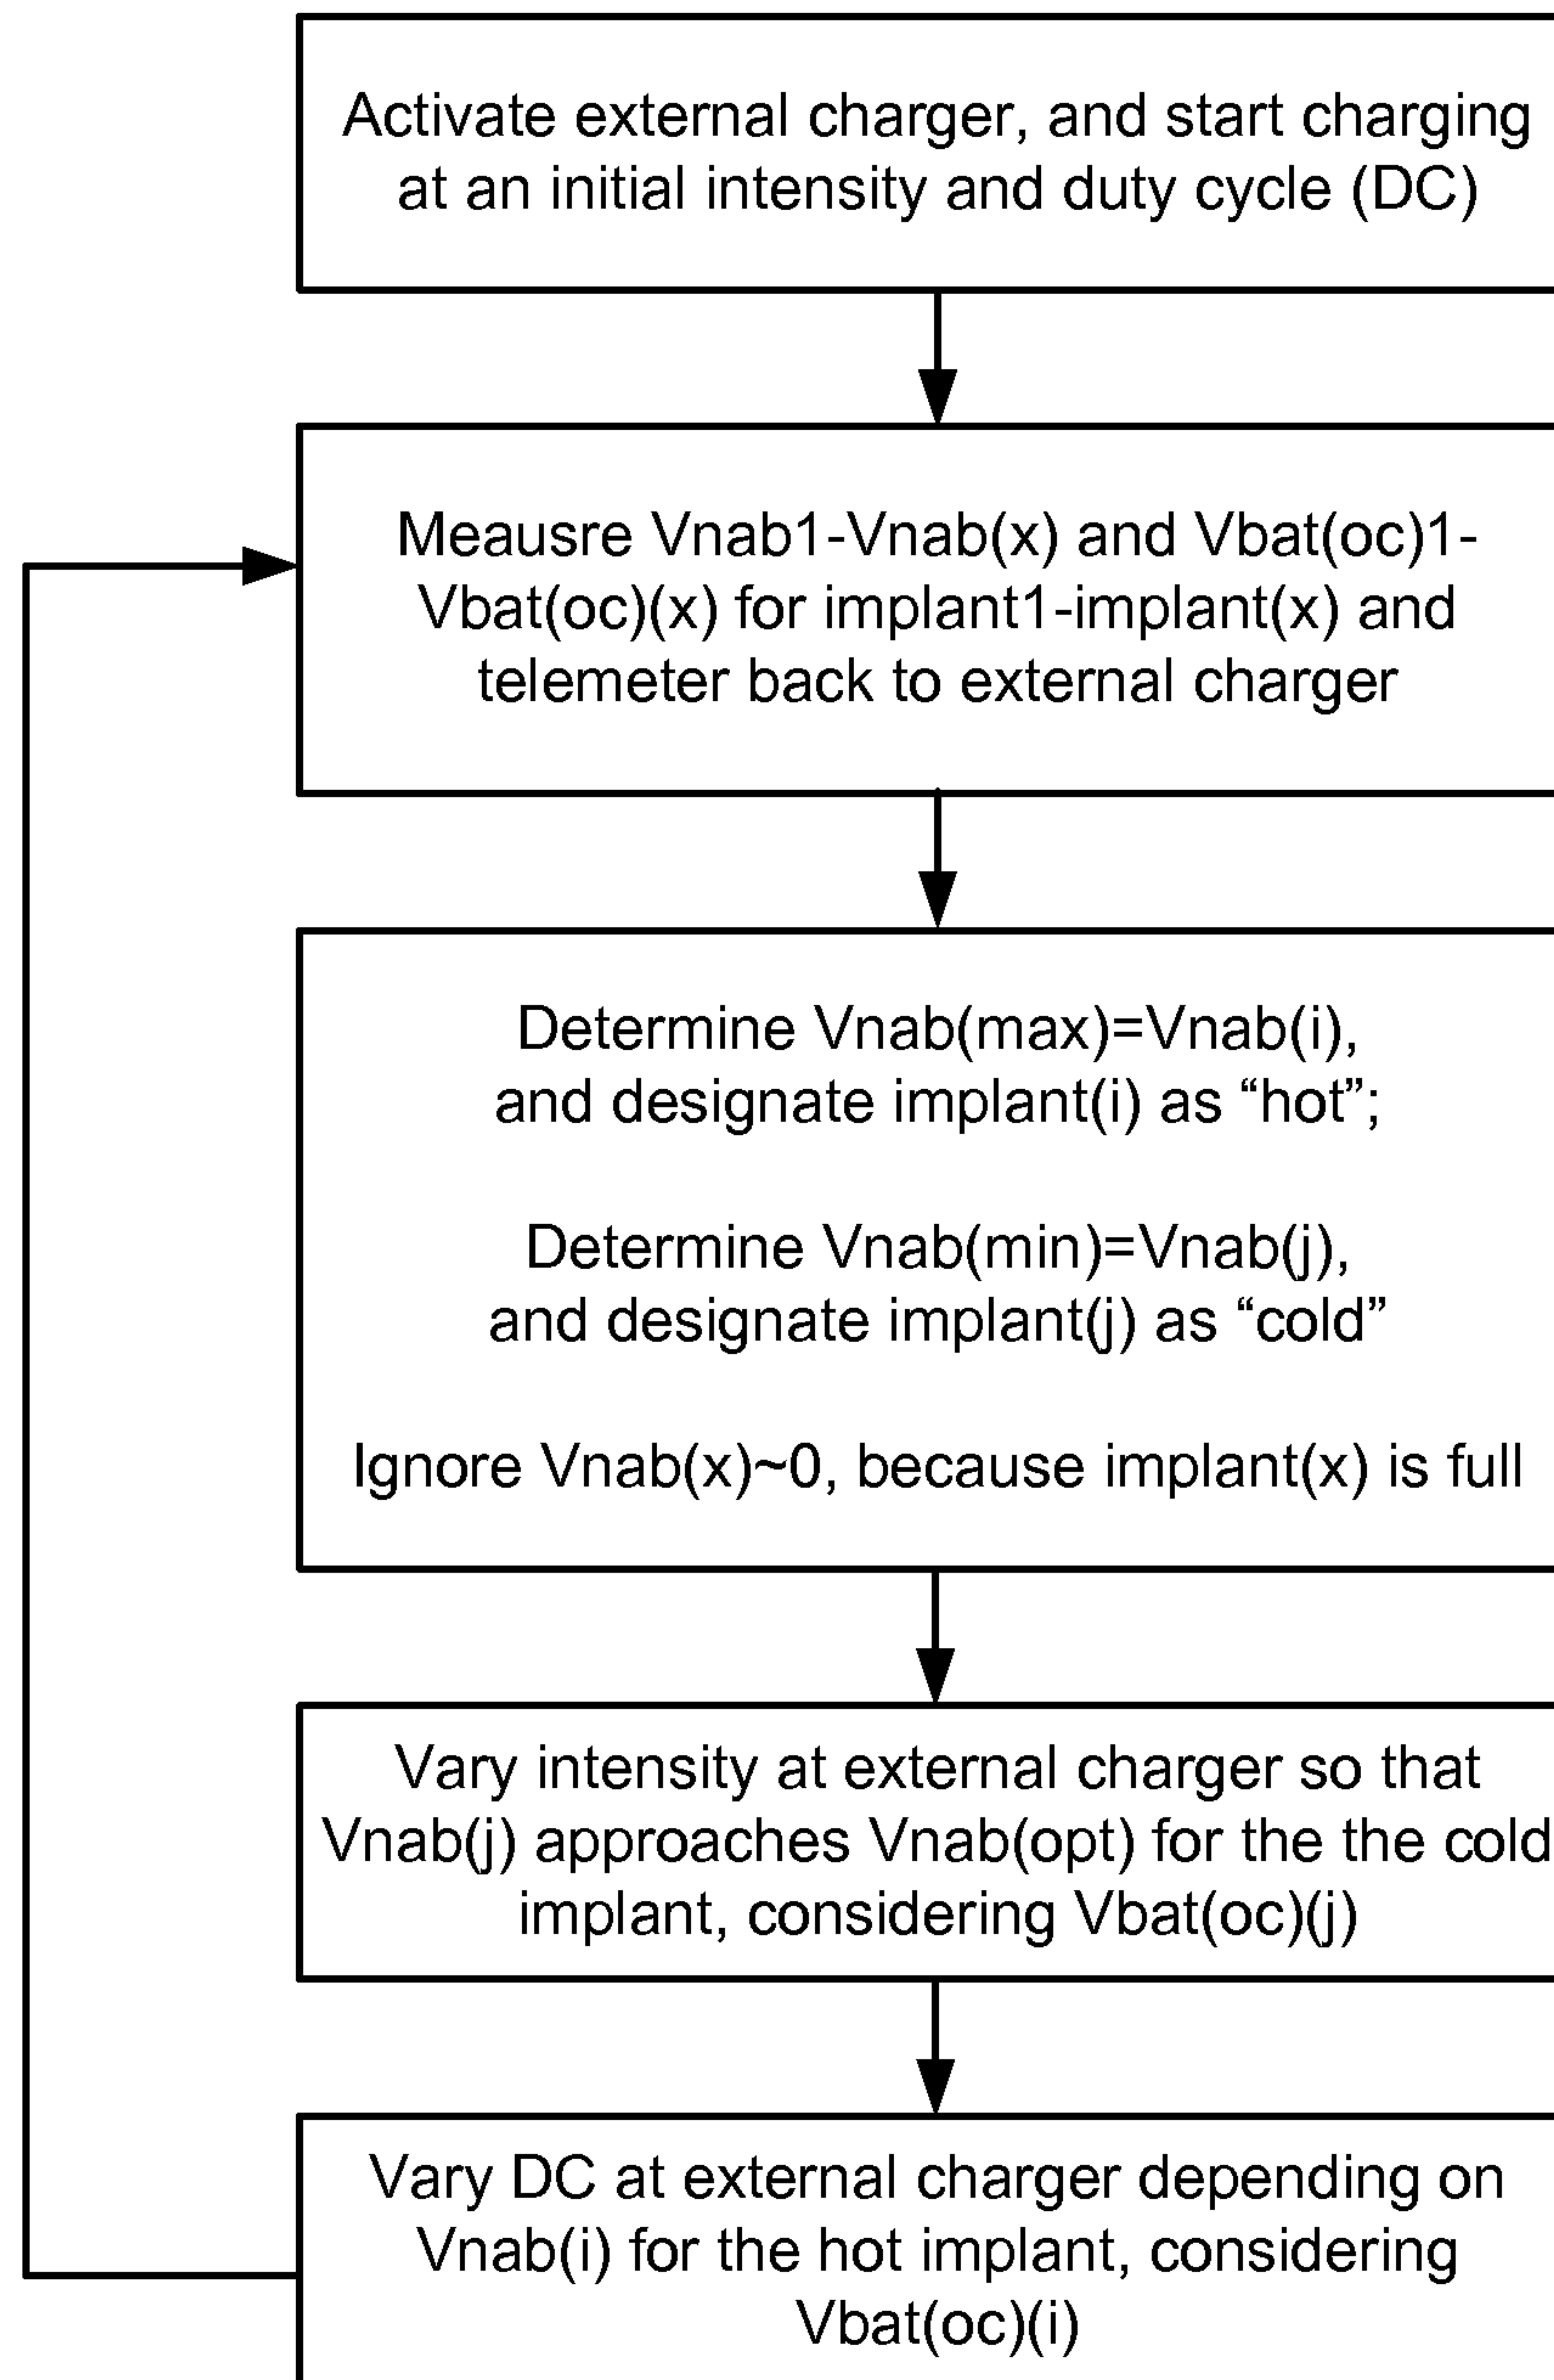 Activate external charger, and start charging
at an initial intensity and duty cycle (DC)
Meausre Vnab1-Vnab(x) and Vbat(oc)1-
Vbat(oc)(x) for implant1-implant(x) and
telemeter back to external charger
Determine Vnab(max)=Vnab(i),
and designate implant(i) as “hot”;
Determine Vnab(min)=Vnab(j),
and designate implant(j) as “cold”
Ignore Vnab(x)~0, because implant(x) is full
Vary intensity at external charger so that
Vnab(j) approaches Vnab(opt) for the the cold
implant, considering Vbat(oc)(j)
Vary DC at external charger depending on
Vnab(i) for the hot implant, considering
Vbat(oc)(i)